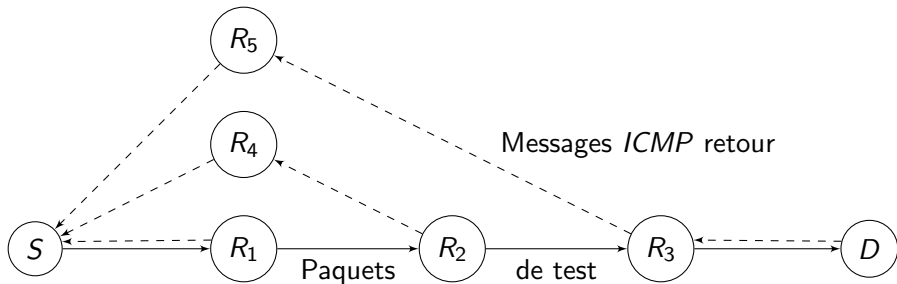 R5
R4
Messages ICMP retour
S
R1
R2
R3
D
Paquets
de test